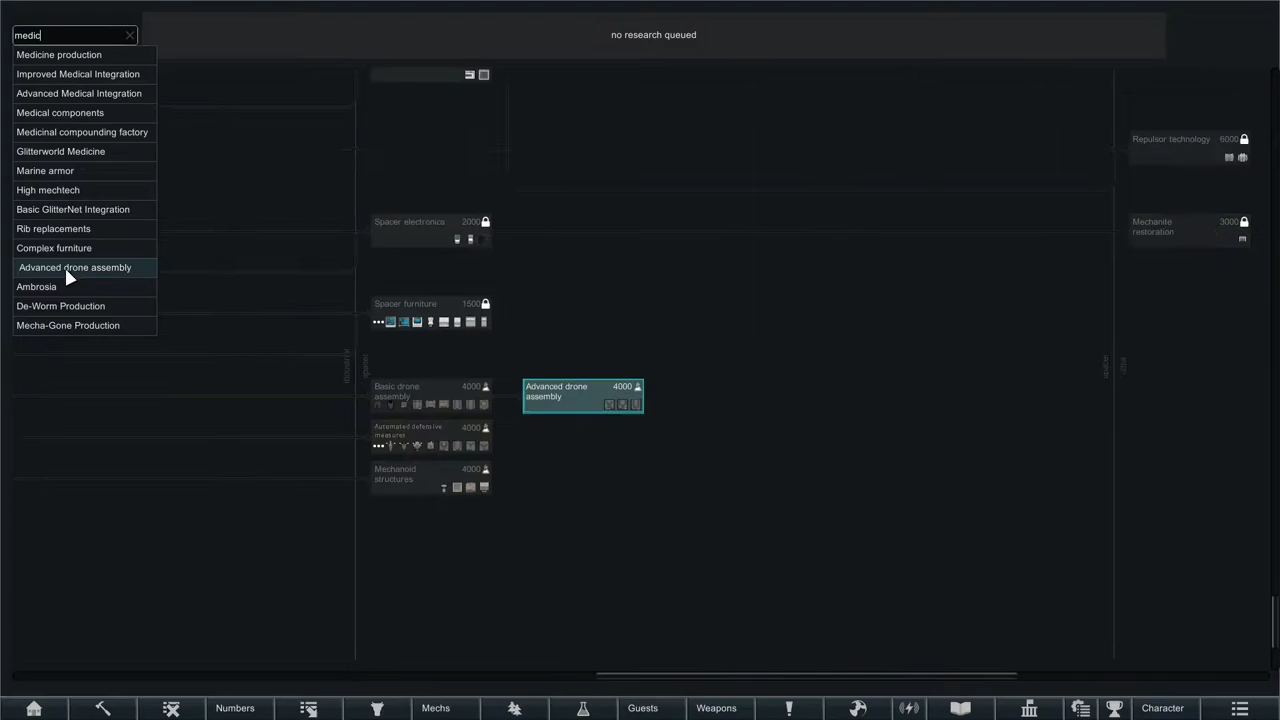 medic
no research queued
Medicine production
Improved Medical Integration
Advanced Medical Integration
Medical components
Medicinal compounding factory
Glitterworld Medicine
Marine armor
High mechtech
Basic GlitterNet Integration
Rib replacements
Complex furniture
Advanced drone assembly
Ambrosia
De-Worm Production
Mecha-Gone Production
Repulsor technology 6000
Spacer electronics 2000
Mechanite 3000
restoration
Spacer furniture 1500
Basic drone 4000
assembly
Advanced drone 4000
assembly
Automated defensive 4000
measures
Mechanoid 4000
structures
Numbers
Mechs
Guests
Weapons
Character